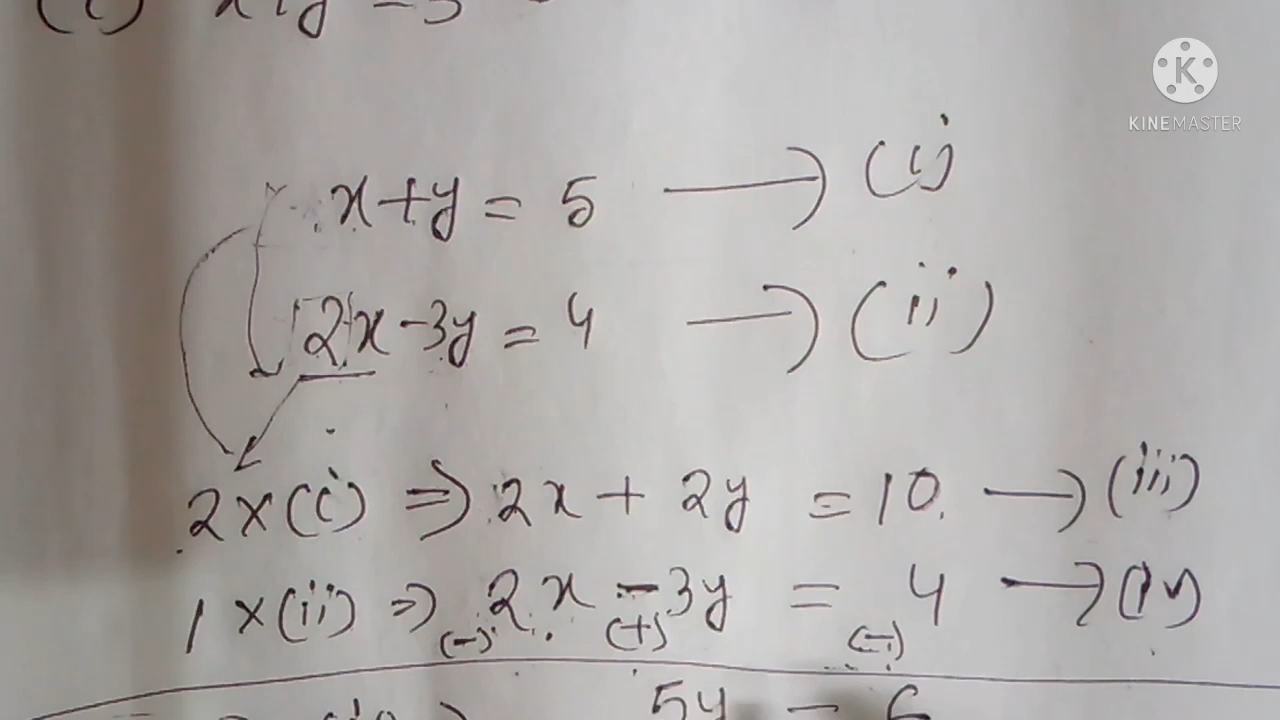 (i) x+y = 5
K
KINEMASTER
x+y = 5 ⟶ (i)
2x-3y = 4 ⟶ (ii)
2×(i) ⇒ 2x + 2y = 10 ⟶ (iii)
1×(ii) ⇒ 2x - 3y = 4 ⟶ (iv)
(-) (+) (-)
5y = 6